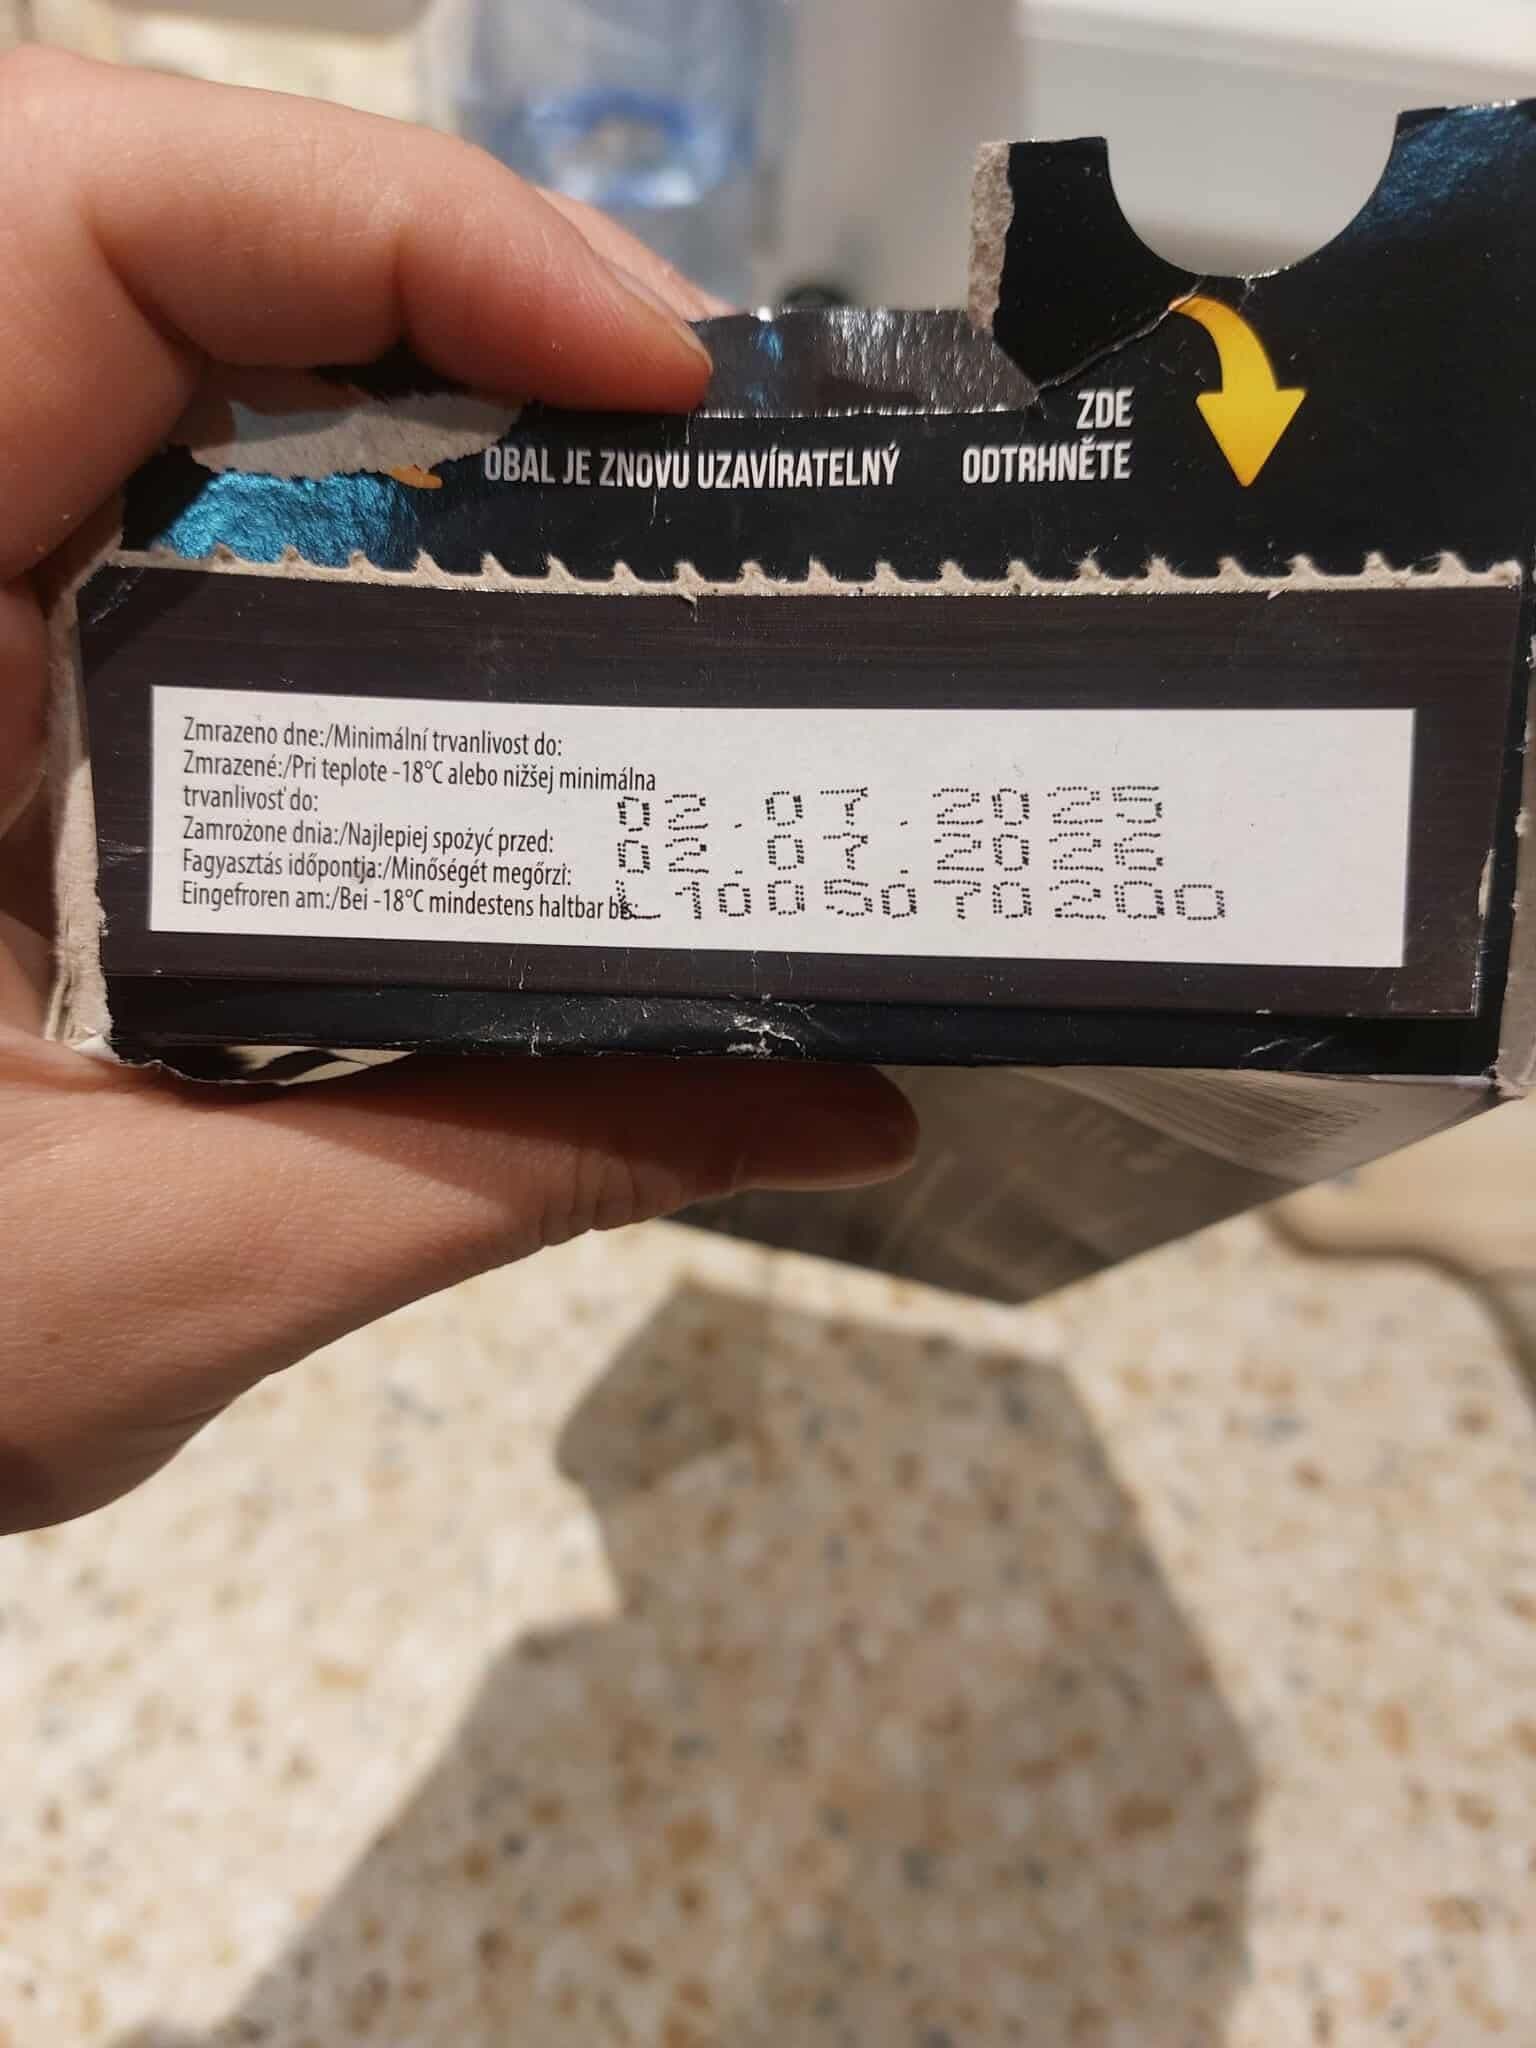 ZDE
OBAL JE ZNOVU UZAVÍRATELNÝ ODTRHNĚTE
Zmrazeno dne:/Minimální trvanlivost do:
Zmrazené:/Pri teplote -18°C alebo nižšej minimálna
trvanlivosť do:
Zamrożone dnia:/Najlepiej spożyć przed:
Fagyasztás időpontja:/Minőségét megőrzi:
Eingefroren am:/Bei -18°C mindestens haltbar bis:
02.07.2025
02.07.2026
L1005070200